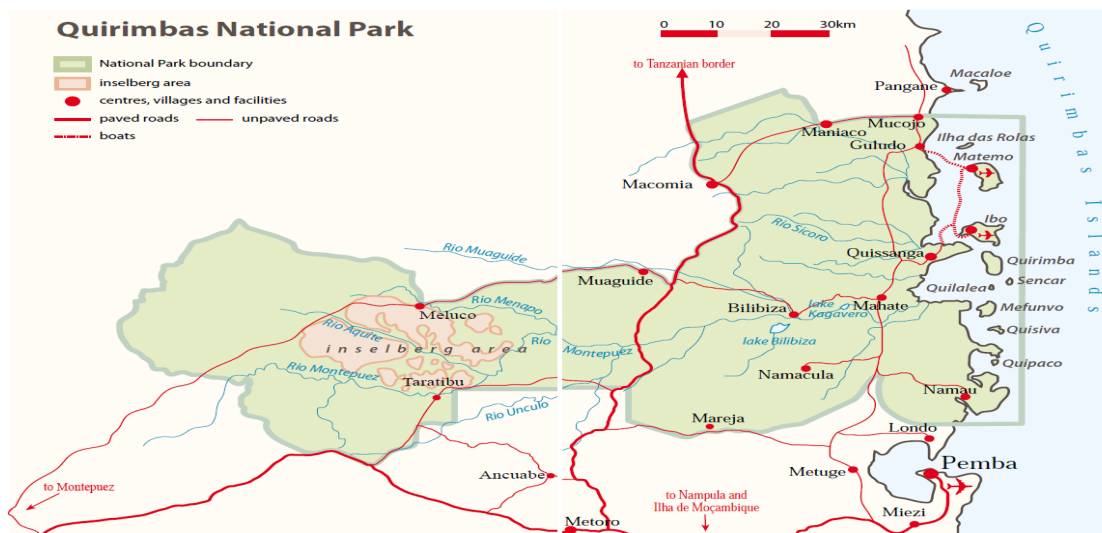 Quirimbas National Park
National Park boundary
inselberg area
centres, villages and facilities
paved roads
unpaved roads
boats
0 10 20 30km
to Tanzanian border
Quirimbas Islands
Pangane
Macaloe
Mucojo
Maniaco
Ilha das Rolas
Guludo
Matemo
Macomia
Ibo
Rio Sicoro
Rio Muaguide
Quissanga
Quirimba
Muaguide
Sencar
Quilalea
Rio Menapo
Meluco
Bilibiza
lake
Kagavero
Mahate
Mefunvo
Rio Aquite
Rio
Montepuez
lake Bilibiza
Quisiva
inselberg area
Rio Montepuez
Quipaco
Taratibu
Namacula
Namau
Rio Unculo
Mareja
Londo
Pemba
Ancuabe
Metuge
to Montepuez
to Nampula and
Ilha de Moçambique
Miezi
Metoro